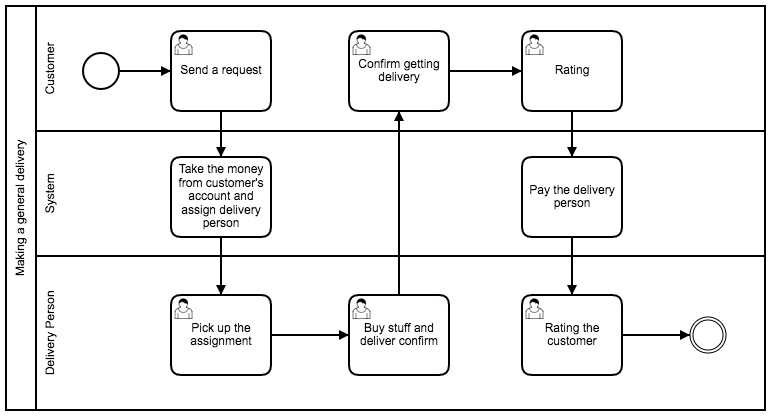 Making a general delivery
Customer
Send a request
Confirm getting
delivery
Rating
System
Take the money
from customer's
account and
assign delivery
person
Pay the delivery
person
Delivery Person
Pick up the
assignment
Buy stuff and
deliver confirm
Rating the
customer